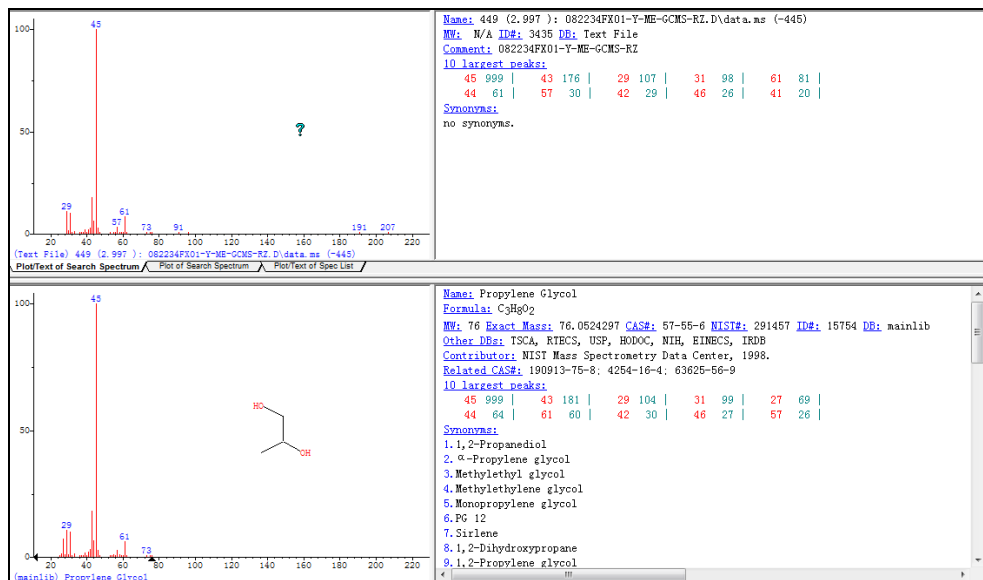 100
45
50
?
29
57
61
73
91
191
207
20 40 60 80 100 120 140 160 180 200 220
(Text File) 449 (2.997 ): 082234FX01-Y-ME-GCMS-RZ.D\data.ms (-445)
Plot/Text of Search Spectrum Plot of Search Spectrum Plot/Text of Spec List
Name: 449 (2.997 ): 082234FX01-Y-ME-GCMS-RZ.D\data.ms (-445)
MW: N/A ID#: 3435 DB: Text File
Comment: 082234FX01-Y-ME-GCMS-RZ
10 largest peaks:
45 999 | 43 176 | 29 107 | 31 98 | 61 81 |
44 61 | 57 30 | 42 29 | 46 26 | 41 20 |
Synonyms:
no synonyms.
100
45
50
HO
OH
29
61
73
20 40 60 80 100 120 140 160 180 200 220
(mainlib) Propylene Glycol
Name: Propylene Glycol
Formula: C3H8O2
MW: 76 Exact Mass: 76.0524297 CAS#: 57-55-6 NIST#: 291457 ID#: 15754 DB: mainlib
Other DBs: TSCA, RTECS, USP, HODOC, NIH, EINECS, IRDB
Contributor: NIST Mass Spectrometry Data Center, 1998.
Related CAS#: 190913-75-8; 4254-16-4; 63625-56-9
10 largest peaks:
45 999 | 43 181 | 29 104 | 31 99 | 27 69 |
44 64 | 61 60 | 42 30 | 46 27 | 57 26 |
Synonyms:
1.1,2-Propanediol
2.α-Propylene glycol
3.Methylethyl glycol
4.Methylethylene glycol
5.Monopropylene glycol
6.PG 12
7.Sirlene
8.1,2-Dihydroxypropane
9.1,2-Propylene glycol